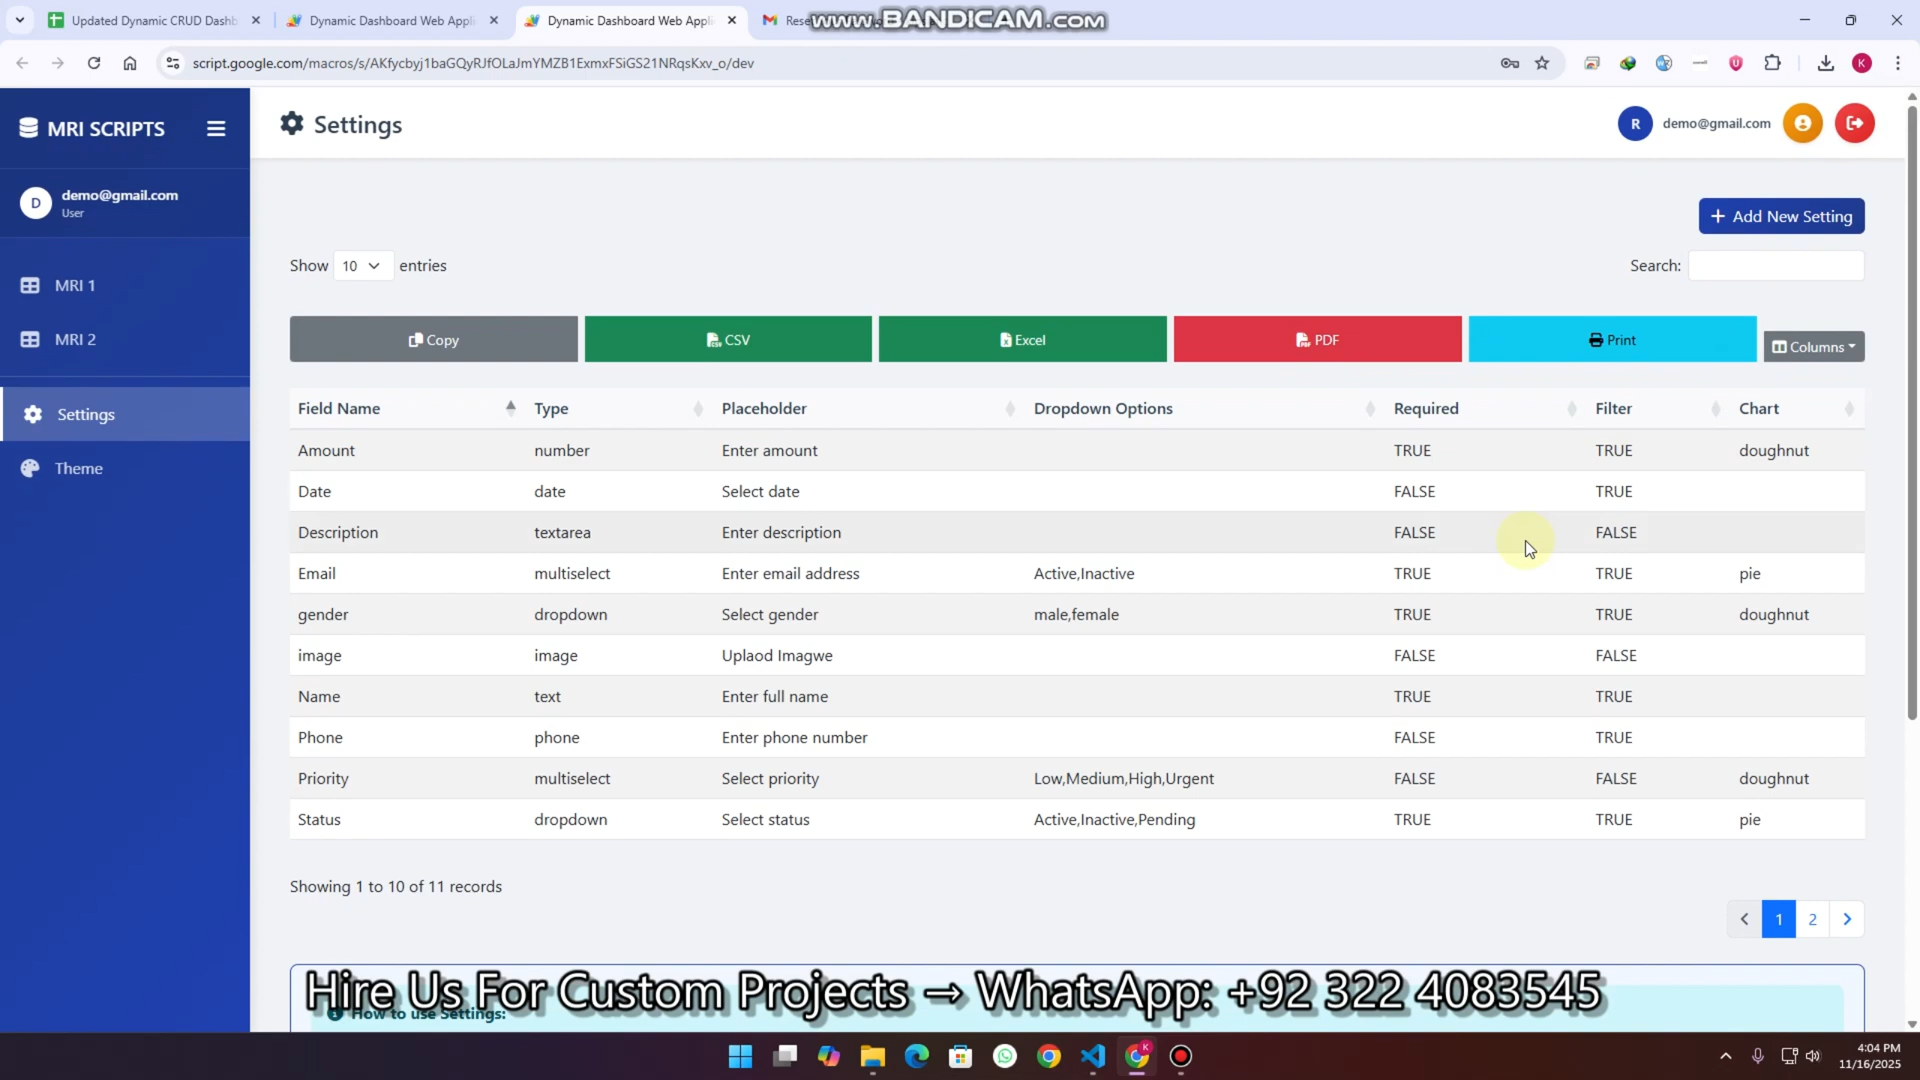 Updated Dynamic CRUD Dashb
Dynamic Dashboard Web Appli
Dynamic Dashboard Web Appli
Rese
www.BANDICAM.com
script.google.com/macros/s/AKfycbyj1baGQyRJfOLaJmYMZB1ExmxFSiGS21NRqsKxv_o/dev
K
MRI SCRIPTS
Settings
R
demo@gmail.com
D
demo@gmail.com
User
MRI 1
MRI 2
Settings
Theme
Add New Setting
Show 10 entries
Search:
Copy
CSV
Excel
PDF
Print
Columns
Field Name Type Placeholder Dropdown Options Required Filter Chart
Amount number Enter amount TRUE TRUE doughnut
Date date Select date FALSE TRUE
Description textarea Enter description FALSE FALSE
Email multiselect Enter email address Active,Inactive TRUE TRUE pie
gender dropdown Select gender male,female TRUE TRUE doughnut
image image Uplaod Imagwe FALSE FALSE
Name text Enter full name TRUE TRUE
Phone phone Enter phone number FALSE TRUE
Priority multiselect Select priority Low,Medium,High,Urgent FALSE FALSE doughnut
Status dropdown Select status Active,Inactive,Pending TRUE TRUE pie
Showing 1 to 10 of 11 records
1 2
Hire Us For Custom Projects → WhatsApp: +92 322 4083545
How to use Settings:
4:04 PM
11/16/2025